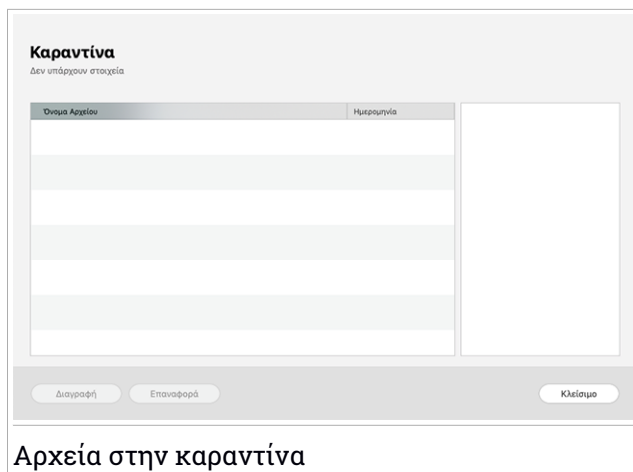 Καραντίνα
Δεν υπάρχουν στοιχεία
Όνομα Αρχείου Ημερομηνία
Διαγραφή Επαναφορά Κλείσιμο
Αρχεία στην καραντίνα